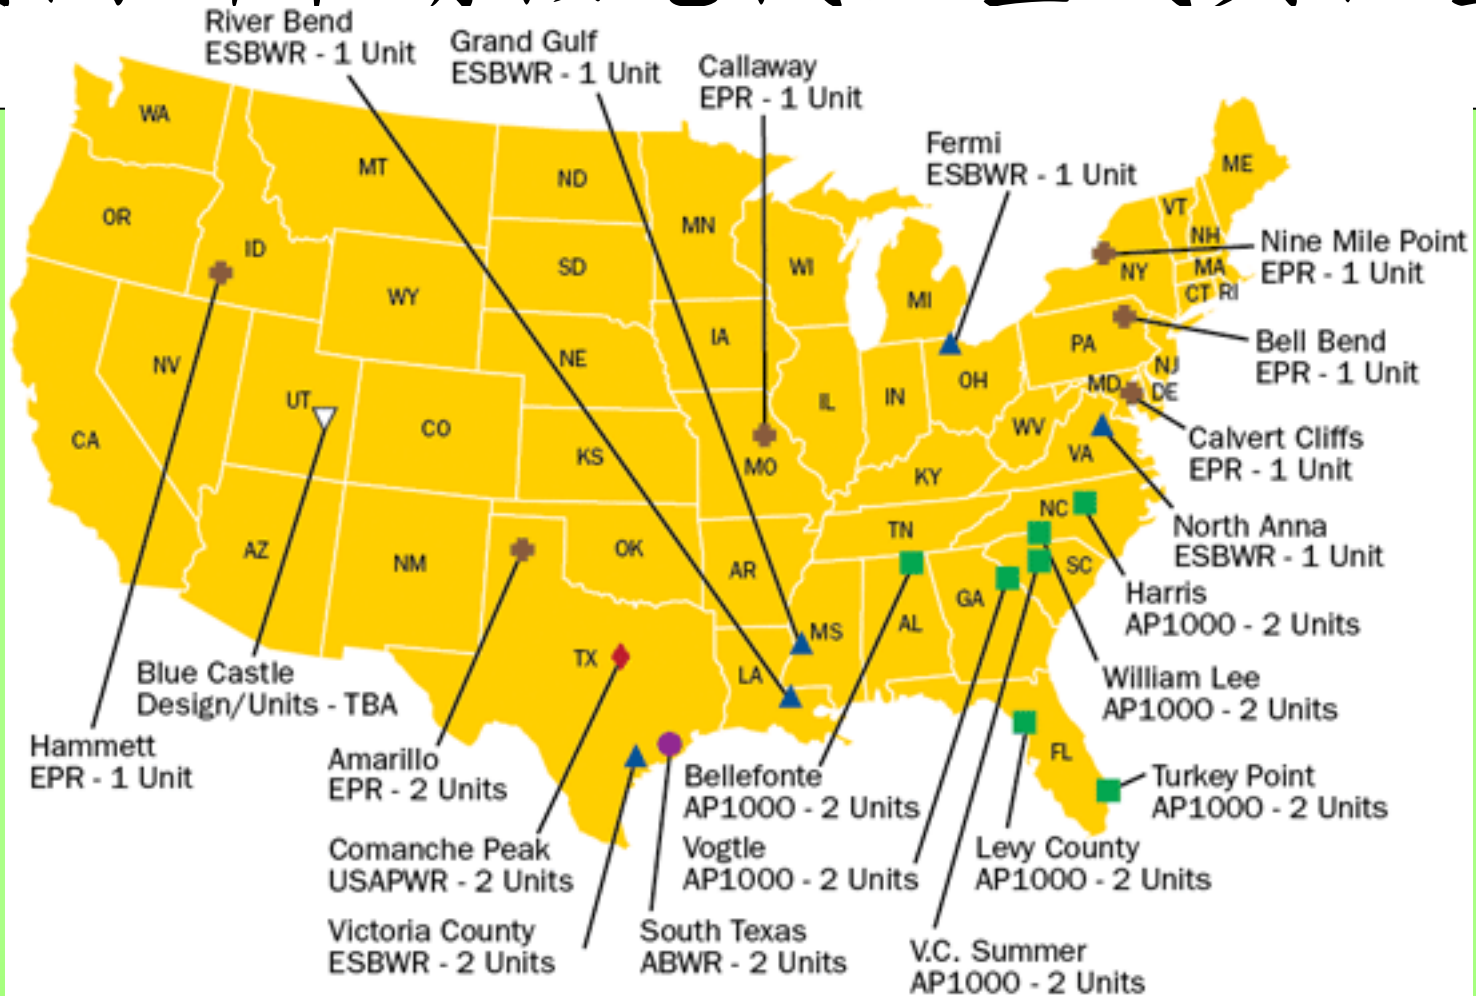 River Bend
ESBWR - 1 Unit
Grand Gulf
ESBWR - 1 Unit
Callaway
EPR - 1 Unit
Fermi
ESBWR - 1 Unit
Nine Mile Point
EPR - 1 Unit
Bell Bend
EPR - 1 Unit
Calvert Cliffs
EPR - 1 Unit
North Anna
ESBWR - 1 Unit
Harris
AP1000 - 2 Units
William Lee
AP1000 - 2 Units
Turkey Point
AP1000 - 2 Units
Levy County
AP1000 - 2 Units
V.C. Summer
AP1000 - 2 Units
Bellefonte
AP1000 - 2 Units
Vogtle
AP1000 - 2 Units
South Texas
ABWR - 2 Units
Victoria County
ESBWR - 2 Units
Comanche Peak
USAPWR - 2 Units
Amarillo
EPR - 2 Units
Blue Castle
Design/Units - TBA
Hammett
EPR - 1 Unit
WA
OR
CA
ID
NV
MT
WY
UT
AZ
CO
NM
ND
SD
NE
KS
OK
TX
MN
IA
MO
AR
LA
WI
IL
MI
IN
OH
KY
TN
MS
AL
GA
FL
SC
NC
VA
WV
MD
DE
NJ
PA
NY
CT
RI
MA
NH
VT
ME